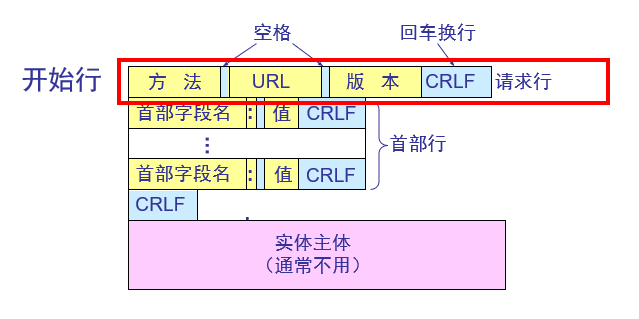 空格 回车换行
开始行 方 法 URL 版 本 CRLF 请求行
首部字段名 : 值 CRLF
⋮ 首部行
首部字段名 : 值 CRLF
CRLF
实体主体
（通常不用）